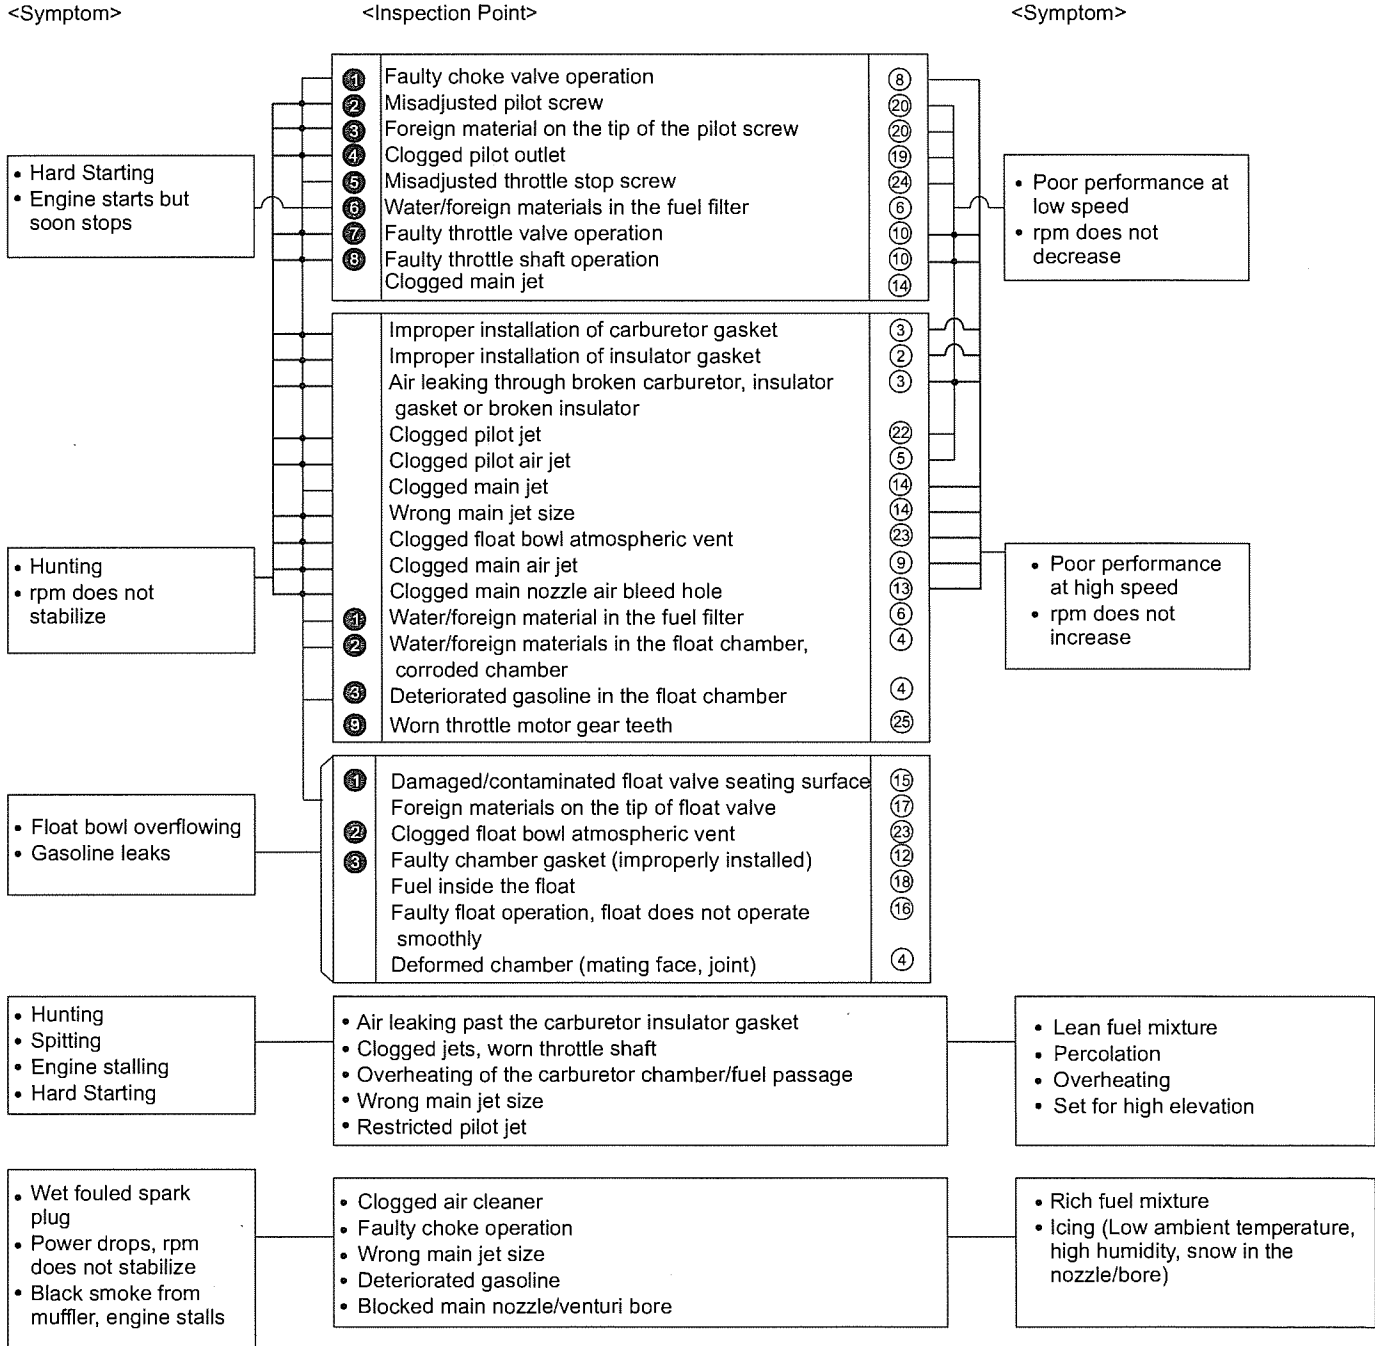 <Symptom> <Inspection Point> <Symptom>
• Hard Starting
• Engine starts but
soon stops
1 Faulty choke valve operation 8
2 Misadjusted pilot screw 20
3 Foreign material on the tip of the pilot screw 20
4 Clogged pilot outlet 19
5 Misadjusted throttle stop screw 24
6 Water/foreign materials in the fuel filter 6
7 Faulty throttle valve operation 10
8 Faulty throttle shaft operation 10
Clogged main jet 14
• Poor performance at
low speed
• rpm does not
decrease
• Hunting
• rpm does not
stabilize
Improper installation of carburetor gasket 3
Improper installation of insulator gasket 2
Air leaking through broken carburetor, insulator 3
gasket or broken insulator
Clogged pilot jet 22
Clogged pilot air jet 5
Clogged main jet 14
Wrong main jet size 14
Clogged float bowl atmospheric vent 23
Clogged main air jet 9
Clogged main nozzle air bleed hole 13
1 Water/foreign material in the fuel filter 6
2 Water/foreign materials in the float chamber, 4
corroded chamber
3 Deteriorated gasoline in the float chamber 4
9 Worn throttle motor gear teeth 25
• Poor performance
at high speed
• rpm does not
increase
• Float bowl overflowing
• Gasoline leaks
1 Damaged/contaminated float valve seating surface 15
Foreign materials on the tip of float valve 17
2 Clogged float bowl atmospheric vent 23
3 Faulty chamber gasket (improperly installed) 12
Fuel inside the float 18
Faulty float operation, float does not operate 16
smoothly
Deformed chamber (mating face, joint) 4
• Hunting
• Spitting
• Engine stalling
• Hard Starting
• Air leaking past the carburetor insulator gasket
• Clogged jets, worn throttle shaft
• Overheating of the carburetor chamber/fuel passage
• Wrong main jet size
• Restricted pilot jet
• Lean fuel mixture
• Percolation
• Overheating
• Set for high elevation
• Wet fouled spark
plug
• Power drops, rpm
does not stabilize
• Black smoke from
muffler, engine stalls
• Clogged air cleaner
• Faulty choke operation
• Wrong main jet size
• Deteriorated gasoline
• Blocked main nozzle/venturi bore
• Rich fuel mixture
• Icing (Low ambient temperature,
high humidity, snow in the
nozzle/bore)